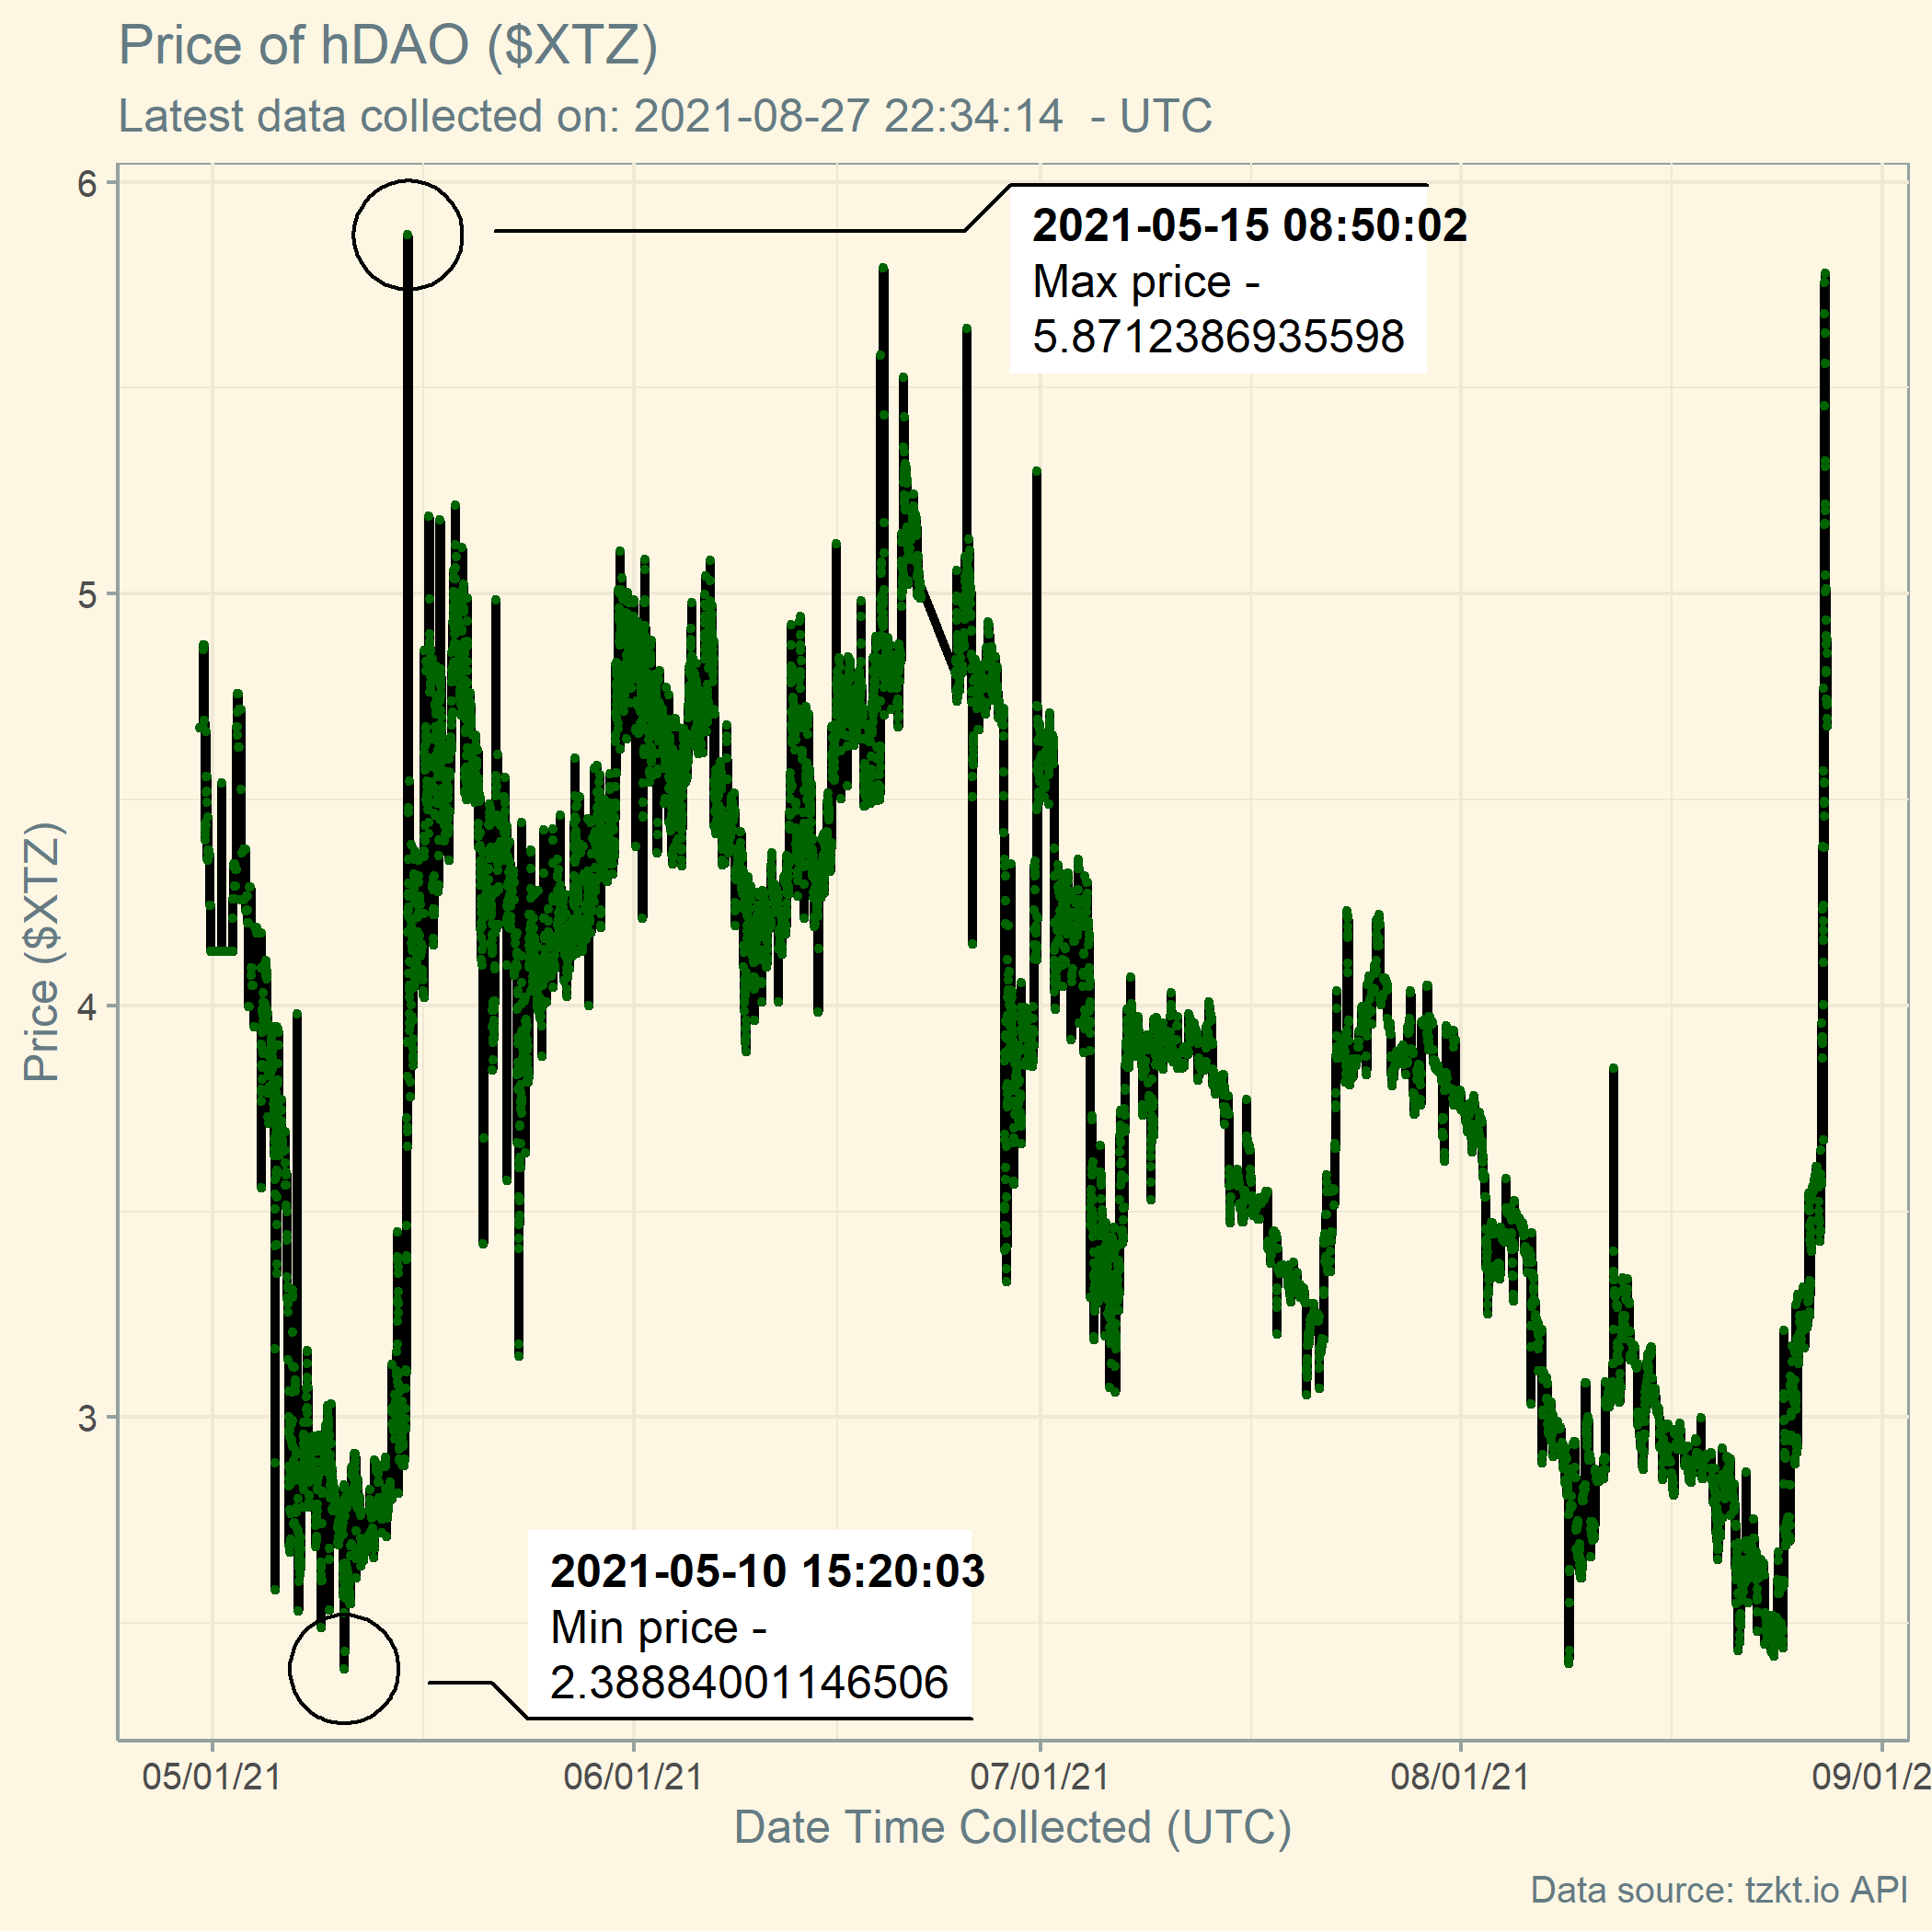 Price of hDAO ($XTZ)
Latest data collected on: 2021-08-27 22:34:14  - UTC
6
5
4
3
Price ($XTZ)
2021-05-15 08:50:02
Max price -
5.8712386935598
2021-05-10 15:20:03
Min price -
2.38884001146506
05/01/21 06/01/21 07/01/21 08/01/21 09/01/2
Date Time Collected (UTC)
Data source: tzkt.io API